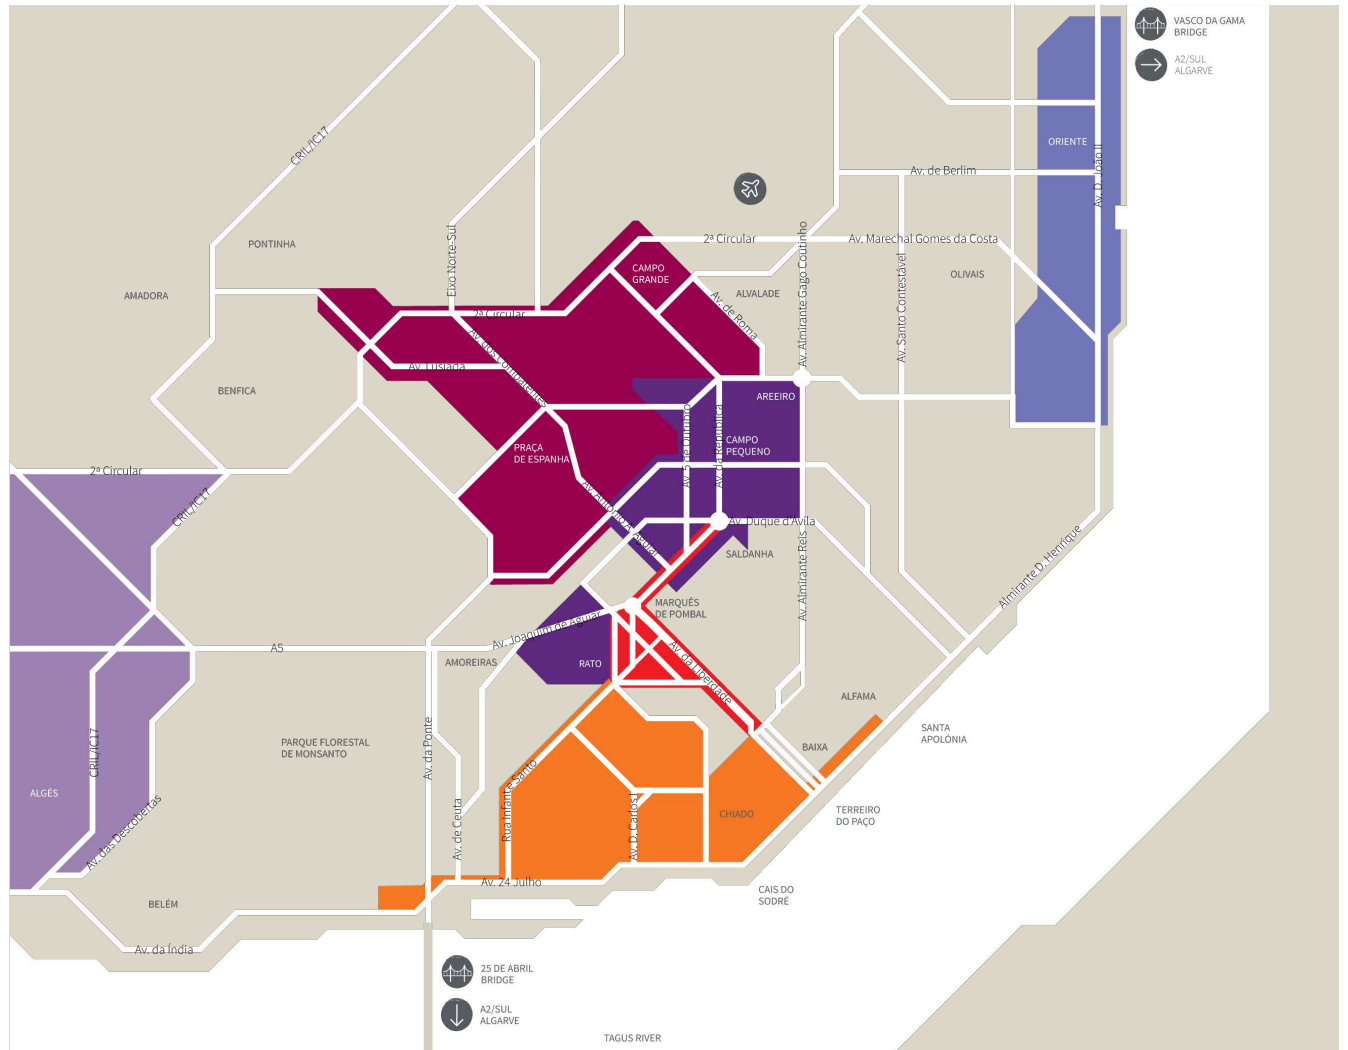 VASCO DA GAMA
BRIDGE
A2/SUL
ALGARVE
CRIL/IC17
ORIENTE
Av. D. João II
Av. de Berlim
PONTINHA
Eixo Norte-Sul
2ª Circular
Av. Almirante Gago Coutinho
Av. Marechal Gomes da Costa
CAMPO
GRANDE
OLIVAIS
AMADORA
ALVALADE
Av. de Roma
Av. Santo Contestável
2ª Circular
Av. dos Combatentes
Av. Lusíada
BENFICA
AREEIRO
Av. 5 de Outubro
Av. da República
CAMPO
PEQUENO
PRAÇA
DE ESPANHA
2ª Circular
CRIL/IC17
Av. António A. Aguiar
Av. Duque d'Ávila
SALDANHA
Av. Almirante Reis
Almirante D. Henrique
MARQUÊS
DE POMBAL
Av. Joaquim de Aguiar
A5
AMOREIRAS
RATO
Av. da Liberdade
ALFAMA
SANTA
APOLÓNIA
BAIXA
PARQUE FLORESTAL
DE MONSANTO
Av. da Ponte
CRIL/IC17
ALGÉS
Av. das Descobertas
Av. de Ceuta
Rua Infante Santo
Av. D. Carlos I
CHIADO
TERREIRO
DO PAÇO
Av. 24 Julho
CAIS DO
SODRÉ
BELÉM
Av. da Índia
25 DE ABRIL
BRIDGE
A2/SUL
ALGARVE
TAGUS RIVER